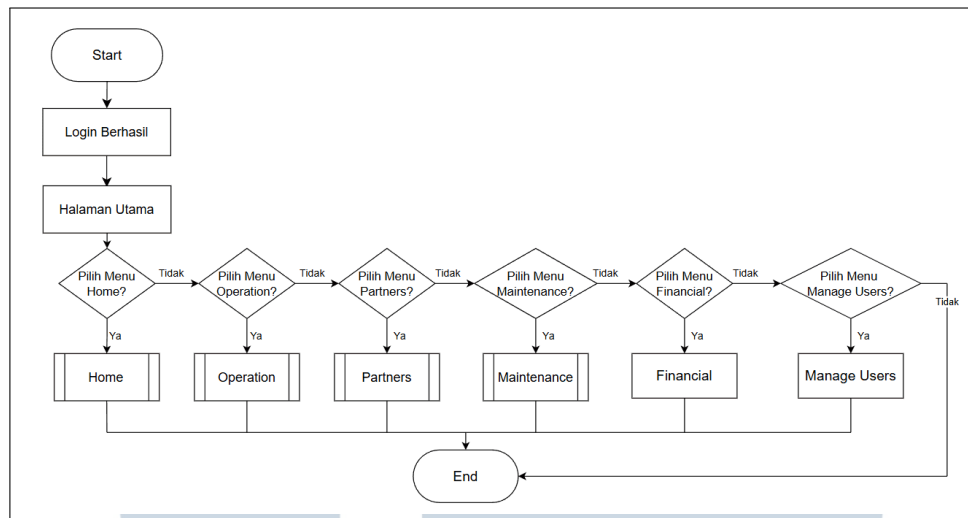 Start
Login Berhasil
Halaman Utama
Pilih Menu
Home?
Tidak
Pilih Menu
Operation?
Tidak
Pilih Menu
Partners?
Tidak
Pilih Menu
Maintenance?
Tidak
Pilih Menu
Financial?
Tidak
Pilih Menu
Manage Users?
Tidak
Ya
Ya
Ya
Ya
Ya
Ya
Home
Operation
Partners
Maintenance
Financial
Manage Users
End